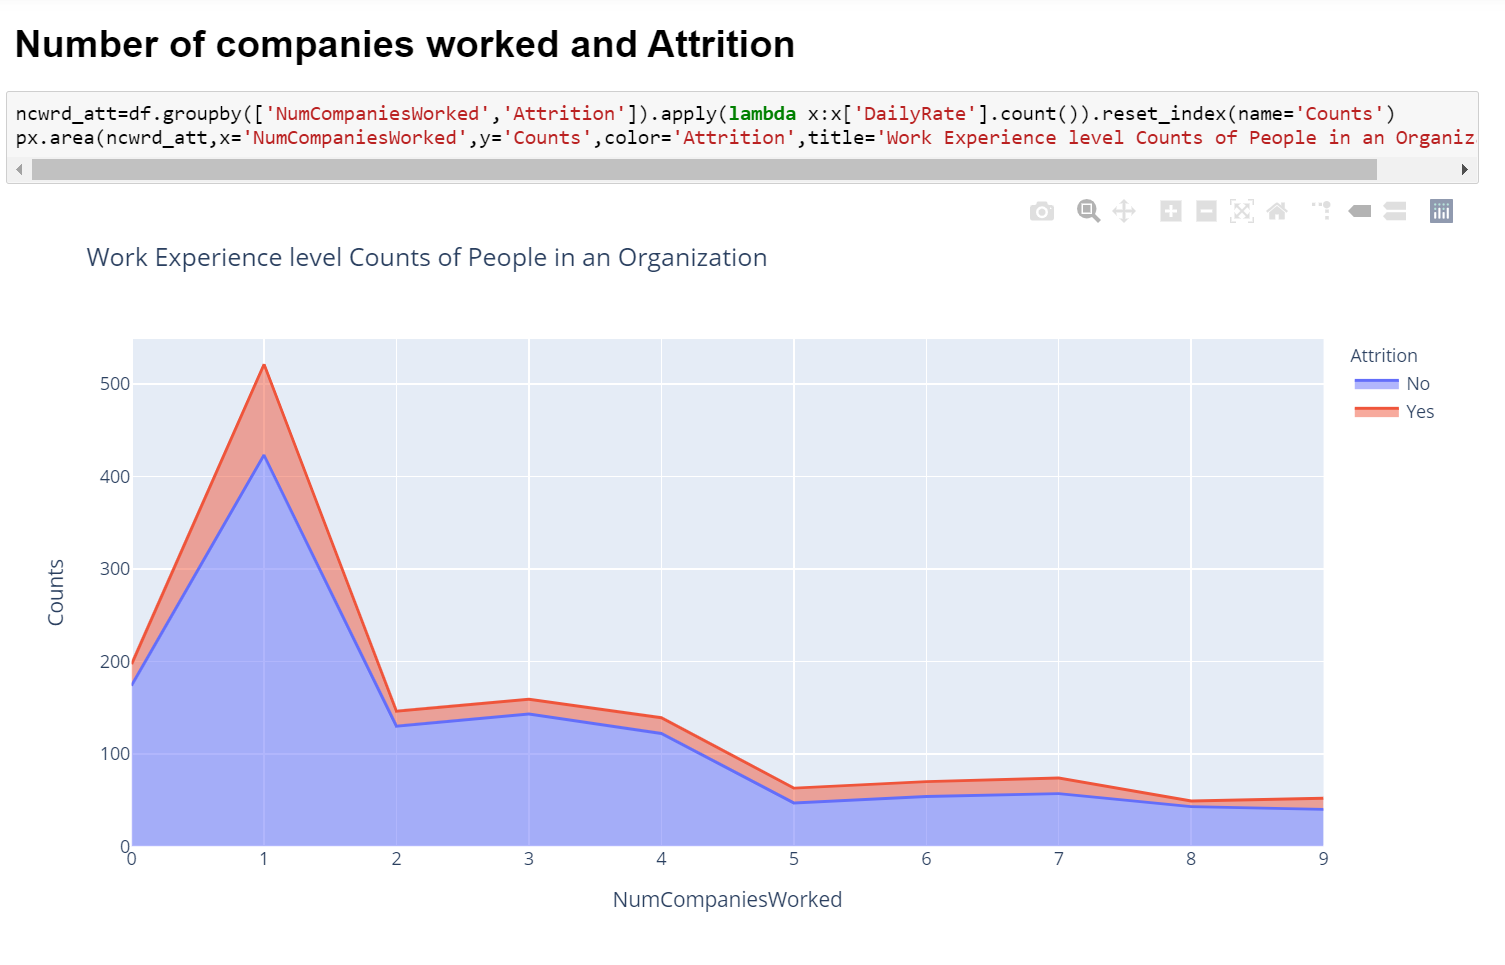 Number of companies worked and Attrition
ncwrd_att=df.groupby(['NumCompaniesWorked','Attrition']).apply(lambda x:x['DailyRate'].count()).reset_index(name='Counts')
px.area(ncwrd_att,x='NumCompaniesWorked',y='Counts',color='Attrition',title='Work Experience level Counts of People in an Organiz
Work Experience level Counts of People in an Organization
Attrition
No
Yes
500
400
300
200
100
0
Counts
0 1 2 3 4 5 6 7 8 9
NumCompaniesWorked